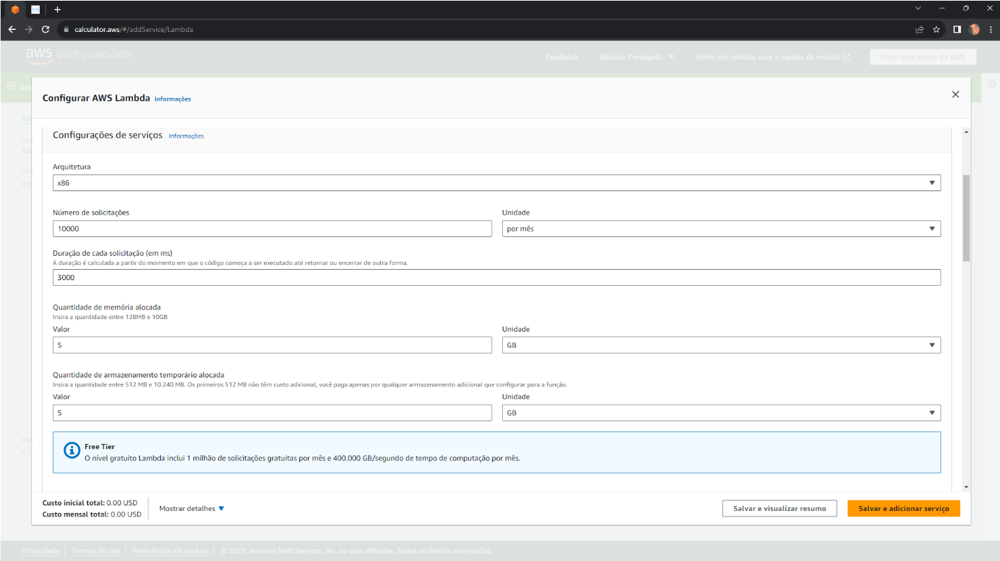 calculator.aws/#/addService/Lambda
aws pricing calculator
Feedback
Idioma: Português
Entre em contato com a equipe de vendas
Criar uma conta da AWS
Configurar AWS Lambda Informações
Configurações de serviços Informações
Arquitetura
x86
Número de solicitações
Unidade
10000
por mês
Duração de cada solicitação (em ms)
A duração é calculada a partir do momento em que o código começa a ser executado até retornar ou encerrar de outra forma.
3000
Quantidade de memória alocada
Insira a quantidade entre 128MB e 10GB
Valor
Unidade
5
GB
Quantidade de armazenamento temporário alocada
Insira a quantidade entre 512 MB e 10.240 MB. Os primeiros 512 MB não têm custo adicional, você paga apenas por qualquer armazenamento adicional que configurar para a função.
Valor
Unidade
5
GB
Free Tier
O nível gratuito Lambda inclui 1 milhão de solicitações gratuitas por mês e 400.000 GB/segundo de tempo de computação por mês.
Custo inicial total: 0.00 USD
Custo mensal total: 0.00 USD
Mostrar detalhes
Salvar e visualizar resumo
Salvar e adicionar serviço
Privacidade
Termos do site
Preferências de cookies
© 2023, Amazon Web Services, Inc. ou suas afiliadas. Todos os direitos reservados.